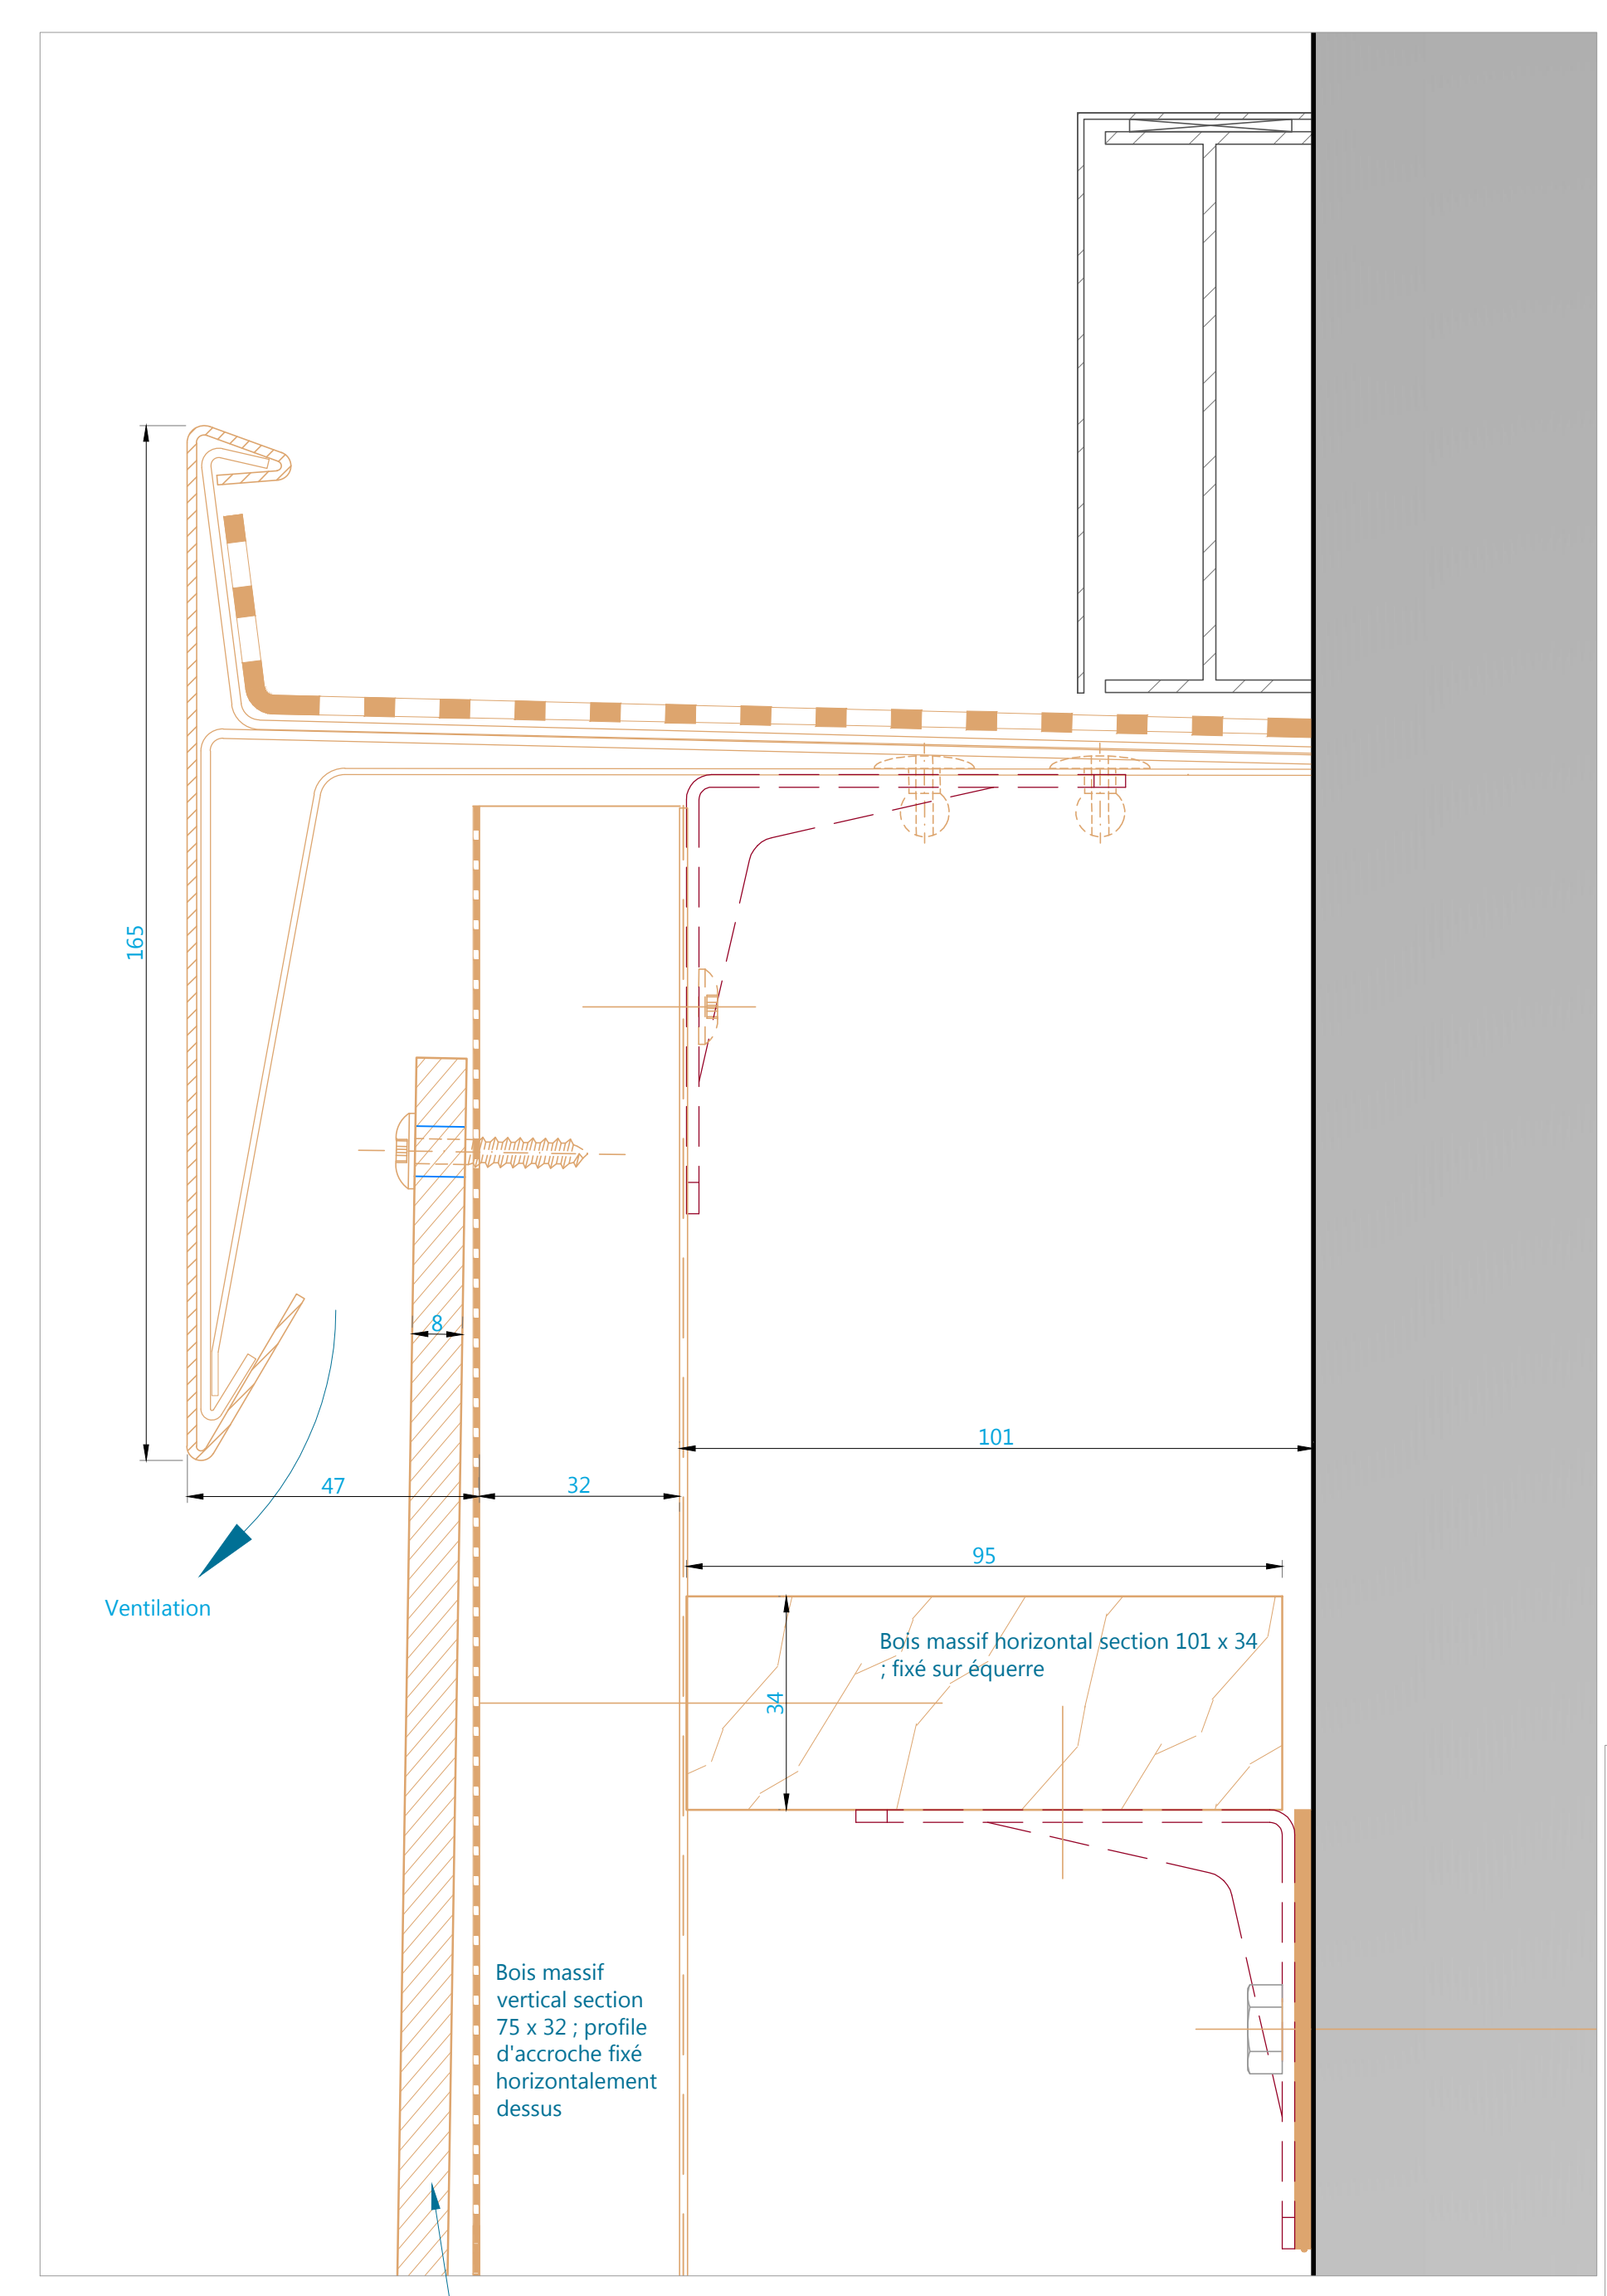 165
8
101
47
32
95
Ventilation
Bois massif horizontal section 101 x 34
; fixé sur équerre
34
Bois massif
vertical section
75 x 32 ; profile
d'accroche fixé
horizontalement
dessus